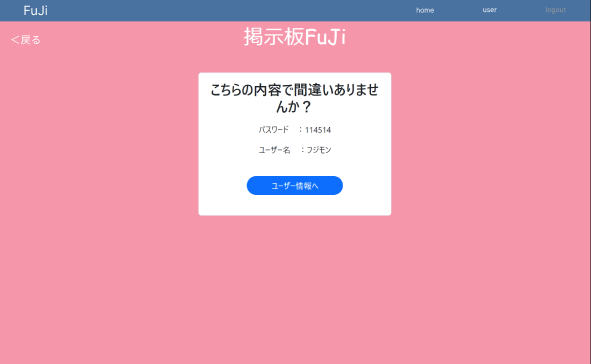 FuJi
home
user
logout
＜戻る
掲示板FuJi
こちらの内容で間違いありませ
んか？
パスワード ：114514
ユーザー名 ：フジモン
ユーザー情報へ